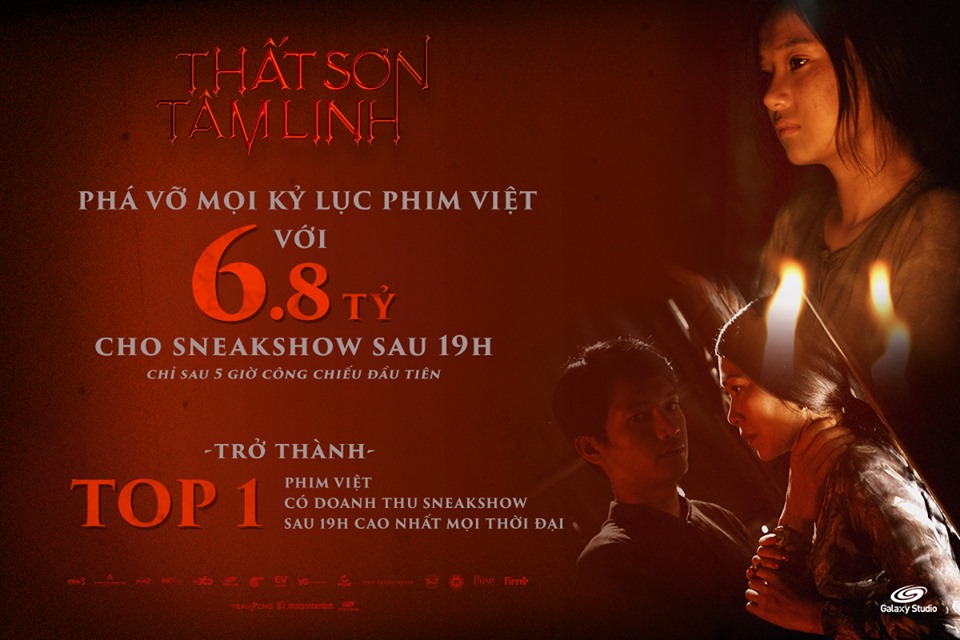 THẤT SƠN
TÂM LINH
PHÁ VỠ MỌI KỶ LỤC PHIM VIỆT
VỚI
6.8 TỶ
CHO SNEAKSHOW SAU 19H
CHỈ SAU 5 GIỜ CÔNG CHIẾU ĐẦU TIÊN
-TRỞ THÀNH-
TOP 1
PHIM VIỆT
CÓ DOANH THU SNEAKSHOW
SAU 19H CAO NHẤT MỌI THỜI ĐẠI
EV
Pose
Galaxy Studio